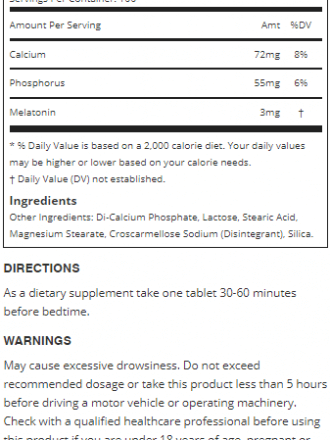 Servings Per Container: 100
Amount Per Serving Amt %DV
Calcium 72mg 8%
Phosphorus 55mg 6%
Melatonin 3mg †
* % Daily Value is based on a 2,000 calorie diet. Your daily values
may be higher or lower based on your calorie needs.
† Daily Value (DV) not established.
Ingredients
Other Ingredients: Di-Calcium Phosphate, Lactose, Stearic Acid,
Magnesium Stearate, Croscarmellose Sodium (Disintegrant), Silica.
DIRECTIONS
As a dietary supplement take one tablet 30-60 minutes
before bedtime.
WARNINGS
May cause excessive drowsiness. Do not exceed
recommended dosage or take this product less than 5 hours
before driving a motor vehicle or operating machinery.
Check with a qualified healthcare professional before using
this product if you are under 18 years of age, pregnant or